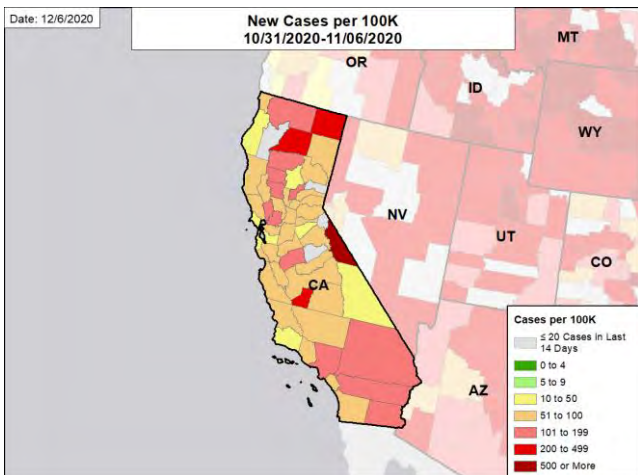 Date: 12/6/2020
New Cases per 100K
10/31/2020-11/06/2020
MT
OR
ID
WY
NV
UT
CO
CA
AZ
Cases per 100K
≤ 20 Cases in Last
14 Days
0 to 4
5 to 9
10 to 50
51 to 100
101 to 199
200 to 499
500 or More